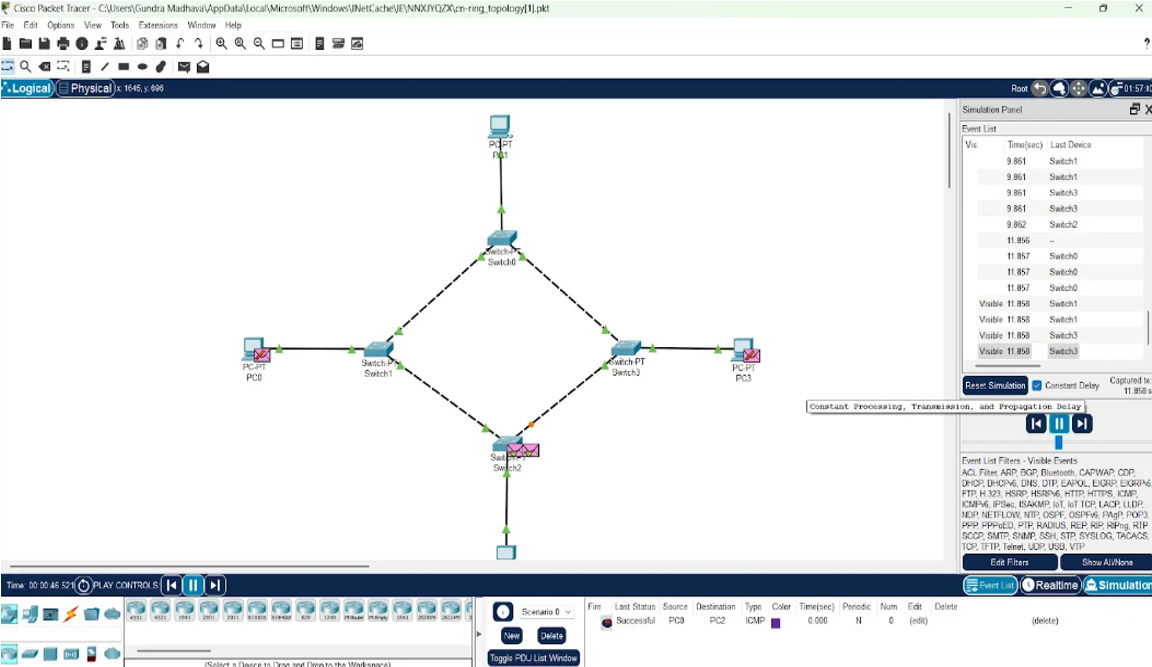 Cisco Packet Tracer - C:\Users\Gundra Madhava\AppData\Local\Microsoft\Windows\INetCache\IE\NNXJYQZX\cn-ring_topology[1].pkt
File Edit Options View Tools Extensions Window Help
?
Logical Physical x: 1645, y: 696
Root 01:57:
Simulation Panel
Event List
Vis. Time(sec) Last Device
9.861 Switch1
9.861 Switch1
9.861 Switch3
9.861 Switch3
9.862 Switch2
11.856 --
11.857 Switch0
11.857 Switch0
11.857 Switch0
Visible 11.858 Switch1
Visible 11.858 Switch1
Visible 11.858 Switch3
Visible 11.858 Switch3
Reset Simulation Constant Delay Captured to:
11.858 s
Constant Processing, Transmission, and Propagation Delay
PC-PT
PC1
Switch-PT
Switch0
PC-PT
PC0
Switch-PT
Switch1
Switch-PT
Switch3
PC-PT
PC3
Switch-PT
Switch2
Event List Filters - Visible Events
ACL Filter, ARP, BGP, Bluetooth, CAPWAP, CDP,
DHCP, DHCPv6, DNS, DTP, EAPOL, EIGRP, EIGRPv6,
FTP, H.323, HSRP, HSRPv6, HTTP, HTTPS, ICMP,
ICMPv6, IPSec, ISAKMP, IoT, IoT TCP, LACP, LLDP,
NDP, NETFLOW, NTP, OSPF, OSPFv6, PAgP, POP3,
PPP, PPPoED, PTP, RADIUS, REP, RIP, RIPng, RTP
SCCP, SMTP, SNMP, SSH, STP, SYSLOG, TACACS,
TCP, TFTP, Telnet, UDP, USB, VTP
Edit Filters Show All/None
Time: 00:00:46.521 PLAY CONTROLS:
Event List Realtime Simulation
4331 4321 1941 2901 2911 819HGW 829 1240 PT-Router PT-Empty 1841 2620XM 2621XM
(Select a Device to Drag and Drop to the Workspace)
Scenario 0
New Delete
Toggle PDU List Window
Fire Last Status Source Destination Type Color Time(sec) Periodic Num Edit Delete
Successful PC0 PC2 ICMP 0.000 N 0 (edit) (delete)